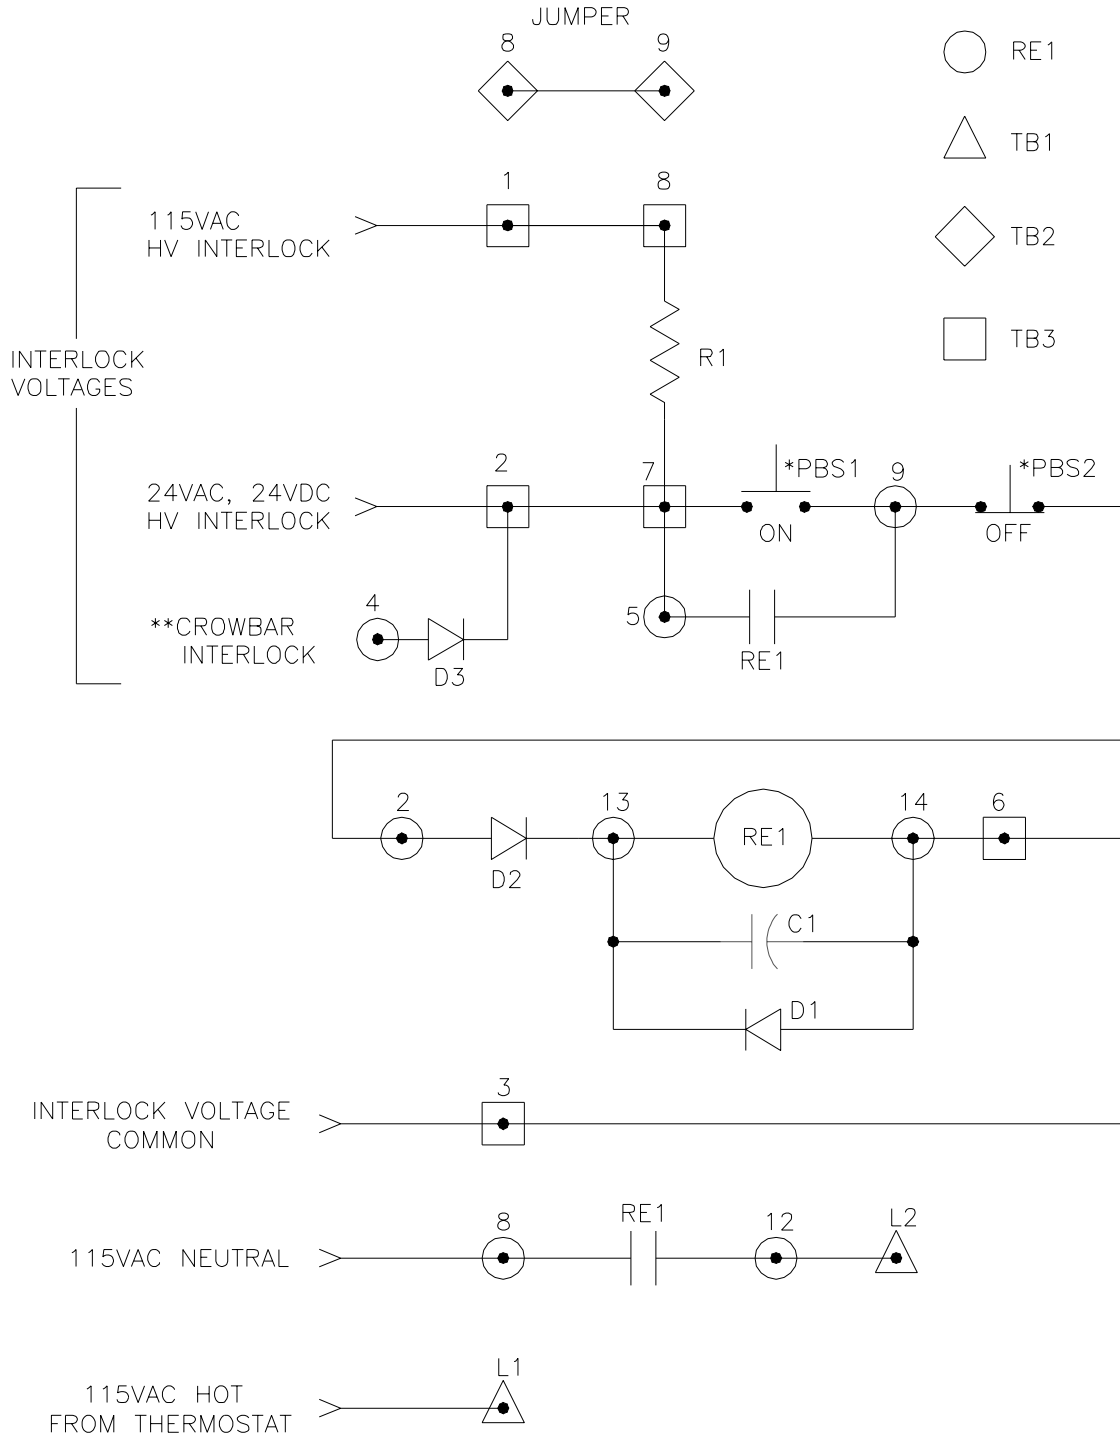 JUMPER
8 9
RE1
TB1
TB2
TB3
1 8
115VAC
HV INTERLOCK
R1
INTERLOCK
VOLTAGES
2 7 *PBS1 9 *PBS2
24VAC, 24VDC
HV INTERLOCK
ON OFF
4 5
**CROWBAR
INTERLOCK
D3 RE1
2 13 RE1 14 6
D2
C1
D1
3
INTERLOCK VOLTAGE
COMMON
8 RE1 12 L2
115VAC NEUTRAL
L1
115VAC HOT
FROM THERMOSTAT